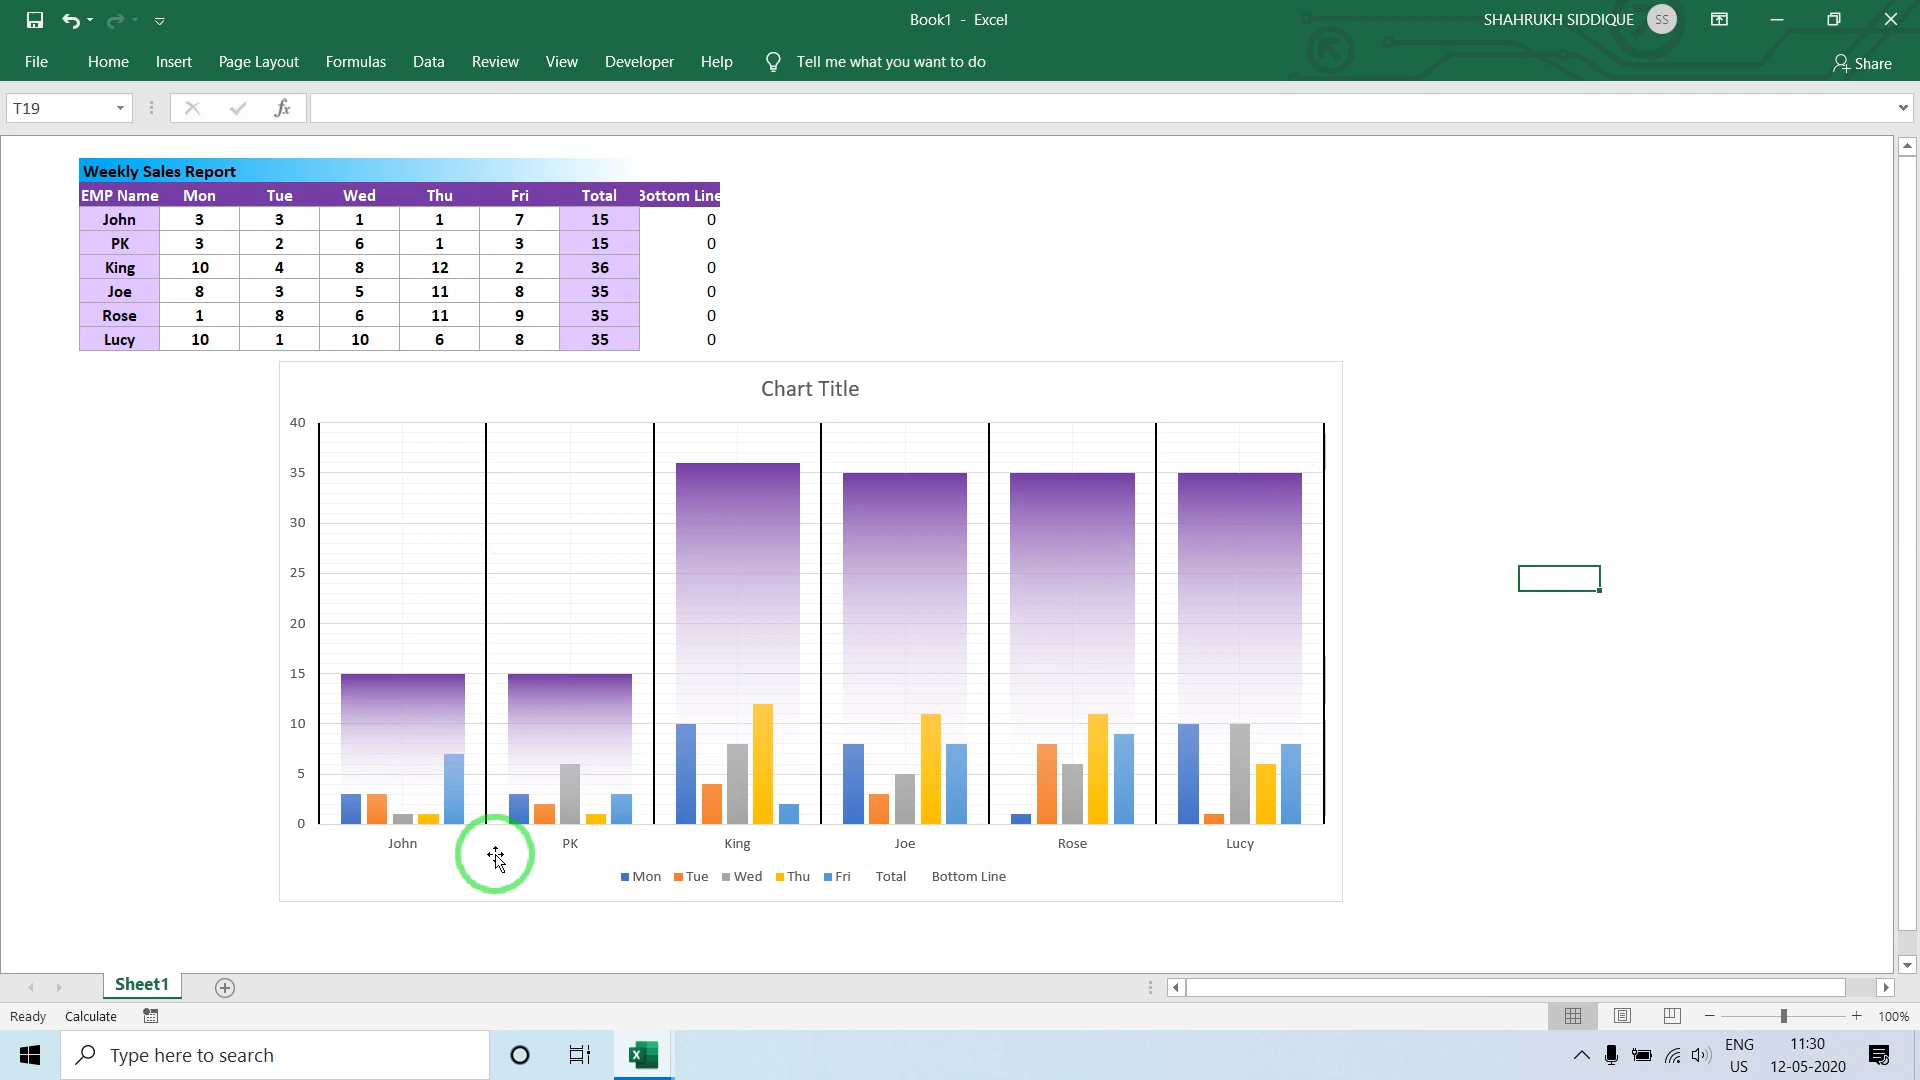 Book1 - Excel
SHAHRUKH SIDDIQUE SS
File Home Insert Page Layout Formulas Data Review View Developer Help Tell me what you want to do Share
T19 fx
Weekly Sales Report
EMP Name Mon Tue Wed Thu Fri Total Bottom Line
John 3 3 1 1 7 15 0
PK 3 2 6 1 3 15 0
King 10 4 8 12 2 36 0
Joe 8 3 5 11 8 35 0
Rose 1 8 6 11 9 35 0
Lucy 10 1 10 6 8 35 0
Chart Title
40
35
30
25
20
15
10
5
0
John PK King Joe Rose Lucy
Mon Tue Wed Thu Fri Total Bottom Line
Sheet1
Ready Calculate 100%
Type here to search
ENG
US
11:30
12-05-2020